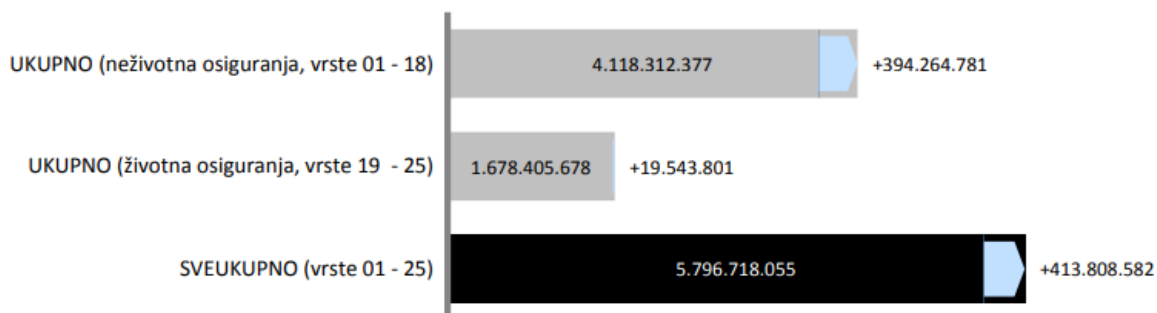 UKUPNO (neživotna osiguranja, vrste 01 - 18) 4.118.312.377 +394.264.781
UKUPNO (životna osiguranja, vrste 19 - 25) 1.678.405.678 +19.543.801
SVEUKUPNO (vrste 01 - 25) 5.796.718.055 +413.808.582